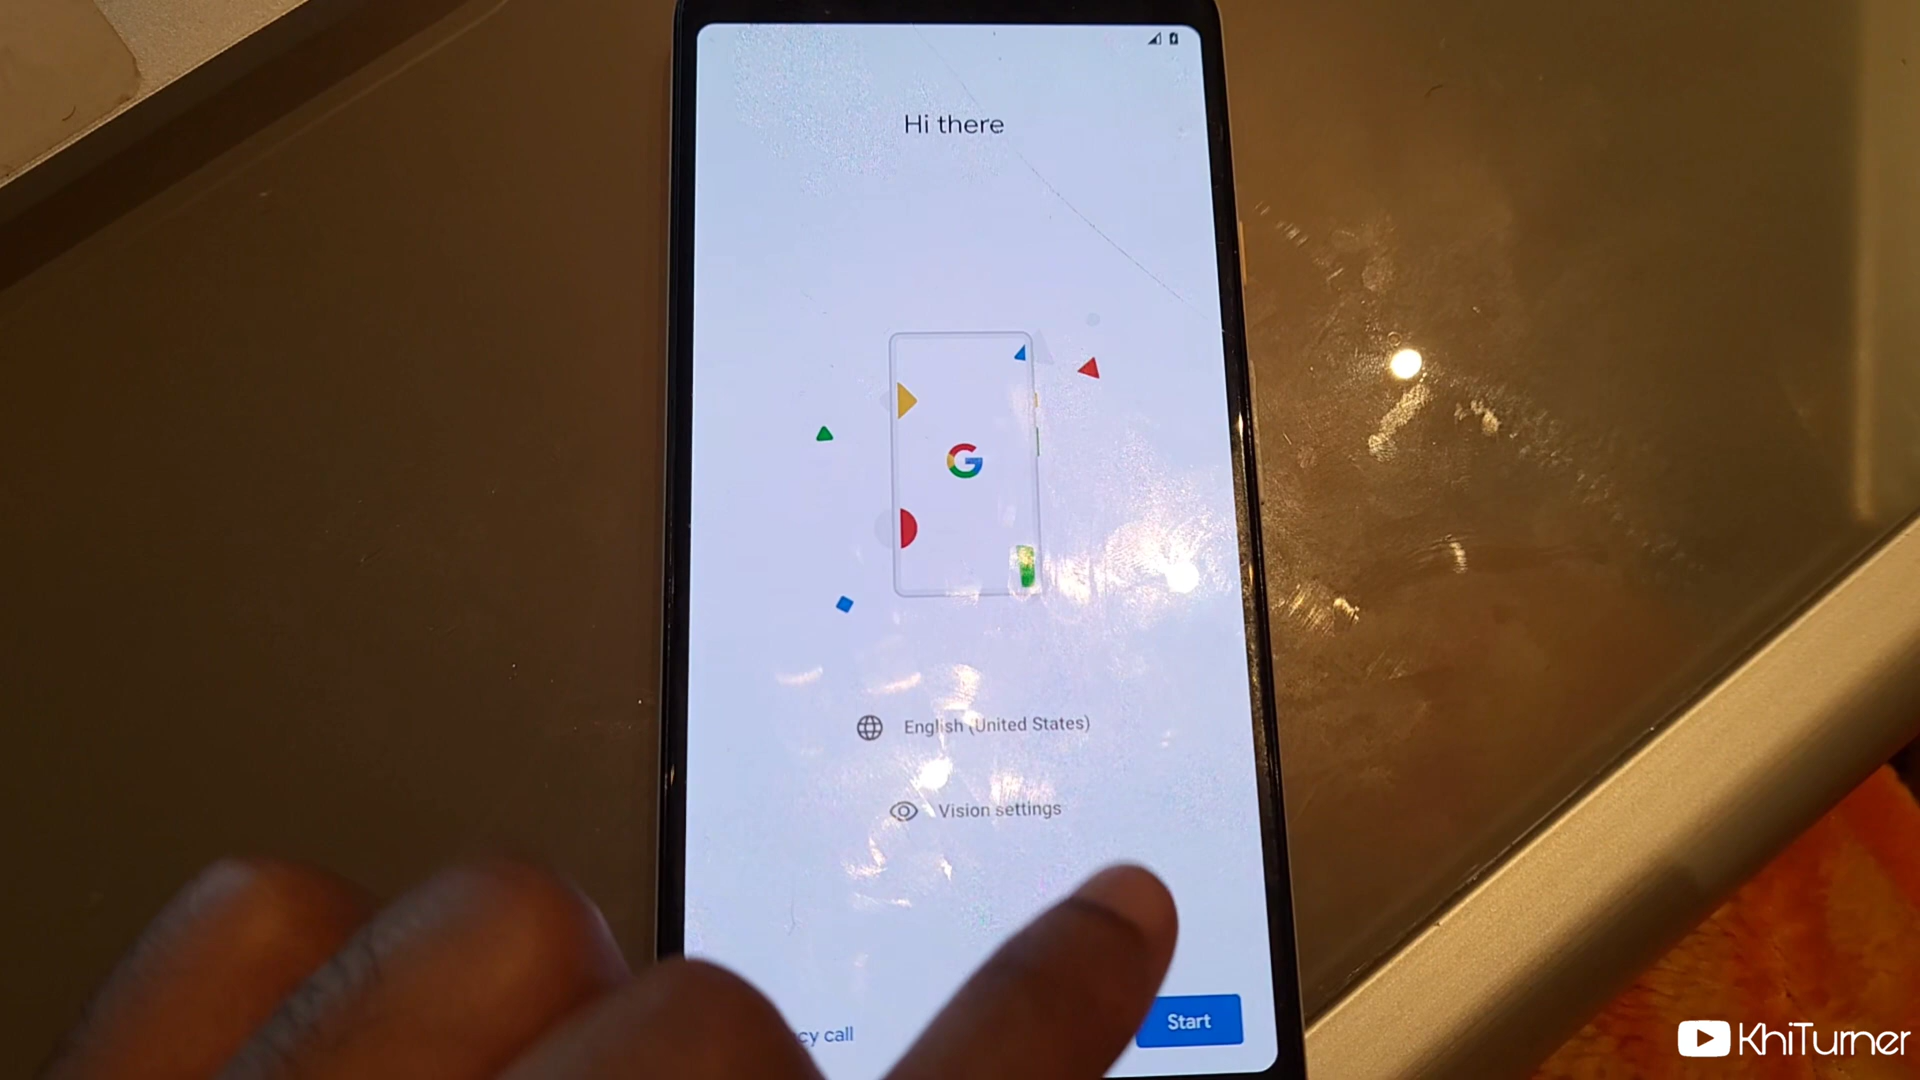 Hi there
G
English (United States)
Vision settings
cy call
Start
KhiTurner